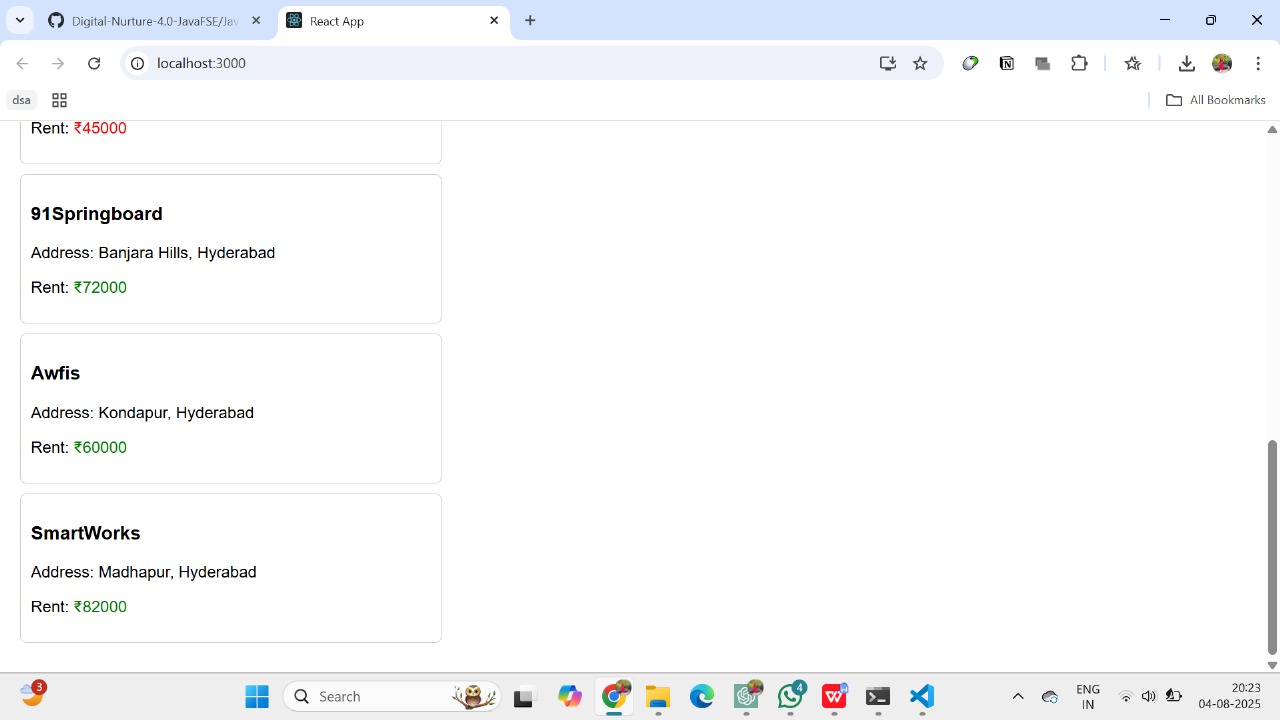 Digital-Nurture-4.0-JavaFSE/Jav
React App
localhost:3000
dsa
All Bookmarks
Rent: ₹45000
91Springboard
Address: Banjara Hills, Hyderabad
Rent: ₹72000
Awfis
Address: Kondapur, Hyderabad
Rent: ₹60000
SmartWorks
Address: Madhapur, Hyderabad
Rent: ₹82000
3
Search
4
W
ENG
IN
20:23
04-08-2025